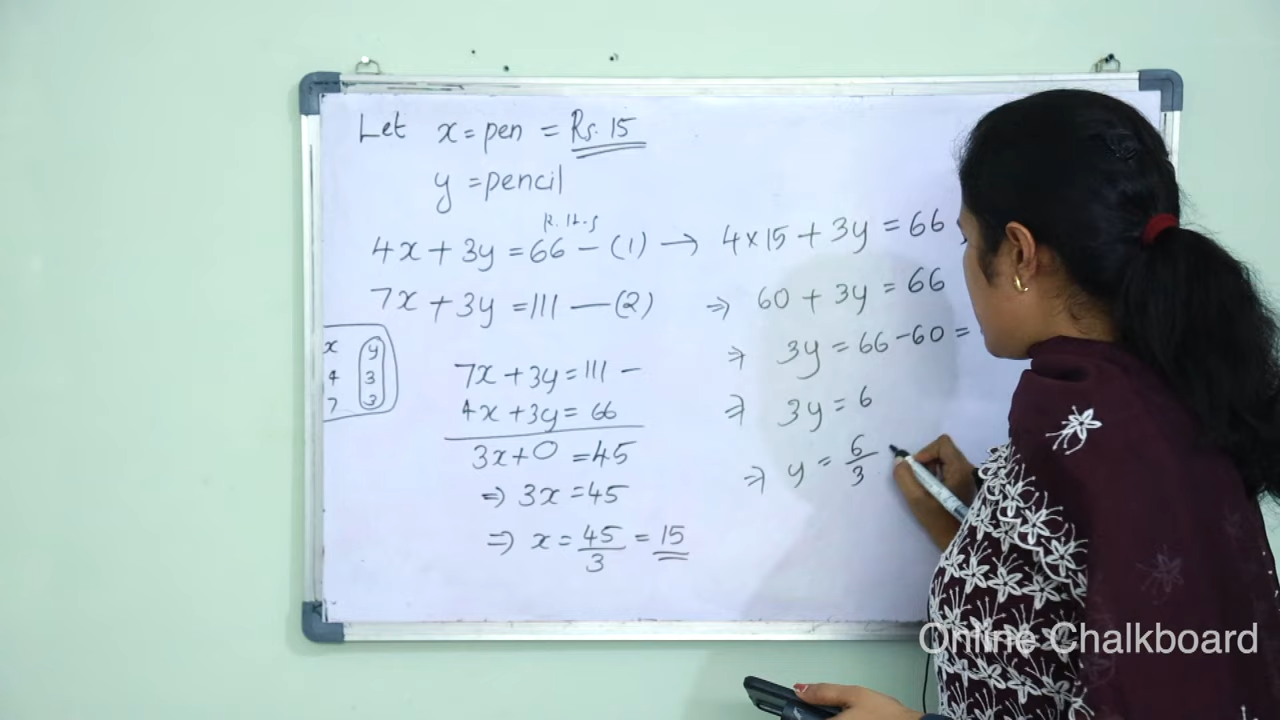 Let x = pen = Rs. 15
y = pencil
4x + 3y = 66 — (1) → 4×15 + 3y = 66
7x + 3y = 111 — (2)
⇒ 60 + 3y = 66
⇒ 3y = 66 - 60 =
⇒ 3y = 6
⇒ y = 6/3
x y
4 3
7 3
7x + 3y = 111 -
4x + 3y = 66
3x + 0 = 45
⇒ 3x = 45
⇒ x = 45/3 = 15
Online Chalkboard